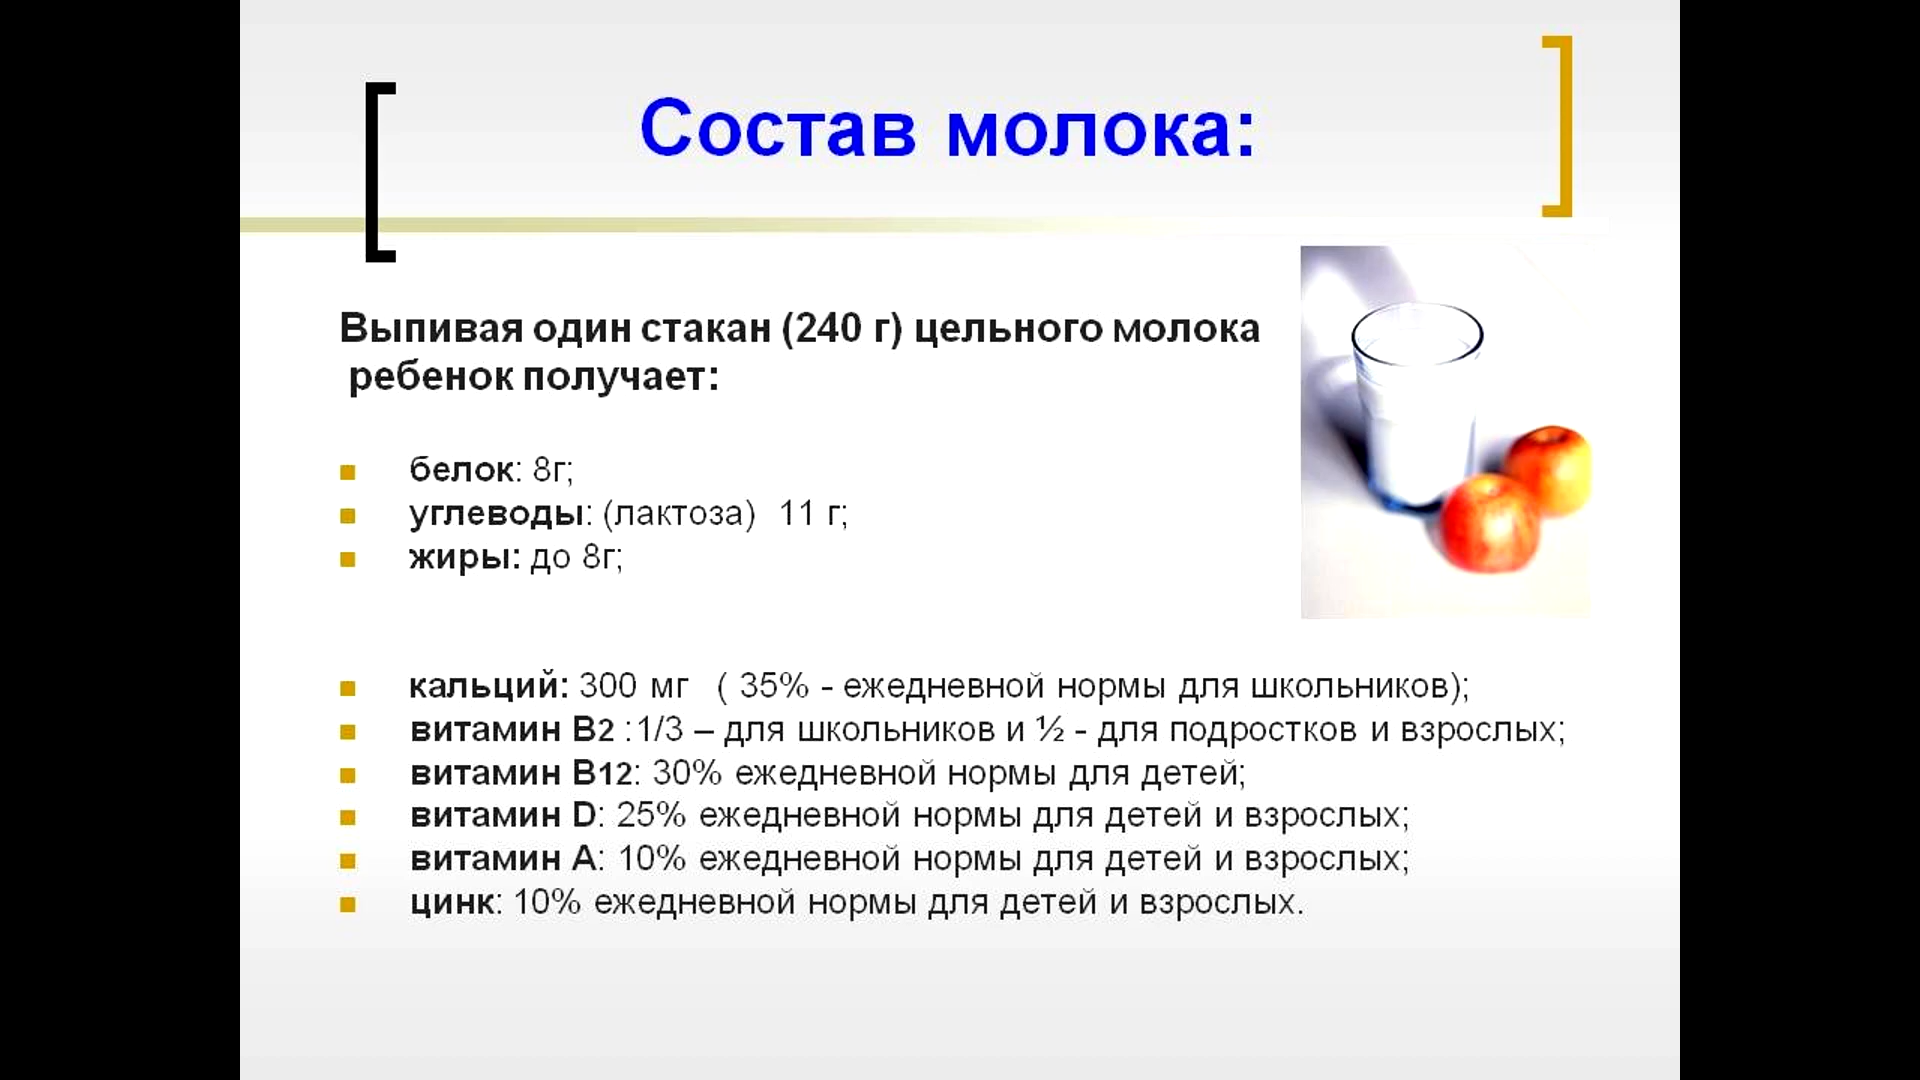 Состав молока:
Выпивая один стакан (240 г) цельного молока
ребенок получает:
белок: 8г;
углеводы: (лактоза) 11 г;
жиры: до 8г;
кальций: 300 мг ( 35% - ежедневной нормы для школьников);
витамин В2 :1/3 – для школьников и ½ - для подростков и взрослых;
витамин В12: 30% ежедневной нормы для детей;
витамин D: 25% ежедневной нормы для детей и взрослых;
витамин А: 10% ежедневной нормы для детей и взрослых;
цинк: 10% ежедневной нормы для детей и взрослых.